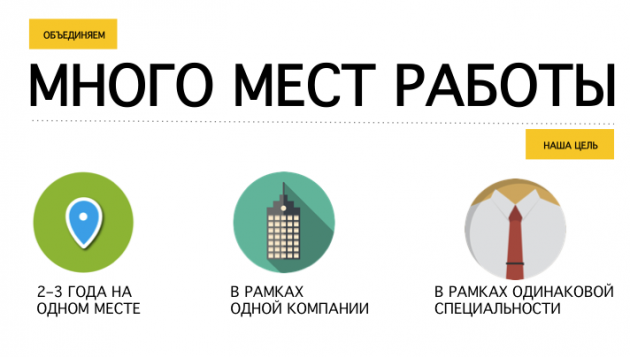 ОБЪЕДИНЯЕМ
МНОГО МЕСТ РАБОТЫ
НАША ЦЕЛЬ
2–3 ГОДА НА
ОДНОМ МЕСТЕ
В РАМКАХ
ОДНОЙ КОМПАНИИ
В РАМКАХ ОДИНАКОВОЙ
СПЕЦИАЛЬНОСТИ